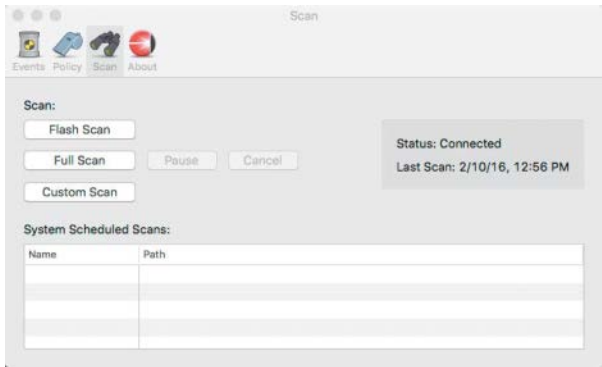 Scan
Events Policy Scan About
Scan:
Flash Scan
Full Scan Pause Cancel
Custom Scan
Status: Connected
Last Scan: 2/10/16, 12:56 PM
System Scheduled Scans:
Name Path